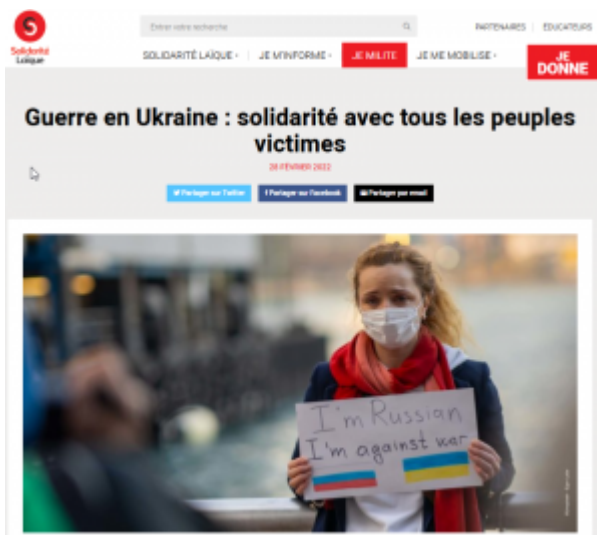 Entrer votre recherche
PARTENAIRES | ÉDUCATEURS
Solidarité
Laïque
SOLIDARITÉ LAÏQUE
JE M'INFORME
JE MILITE
JE ME MOBILISE
JE
DONNE
Guerre en Ukraine : solidarité avec tous les peuples
victimes
28 FÉVRIER 2022
Partager sur Twitter
Partager sur Facebook
Partager par email
I'm Russian
I'm against war